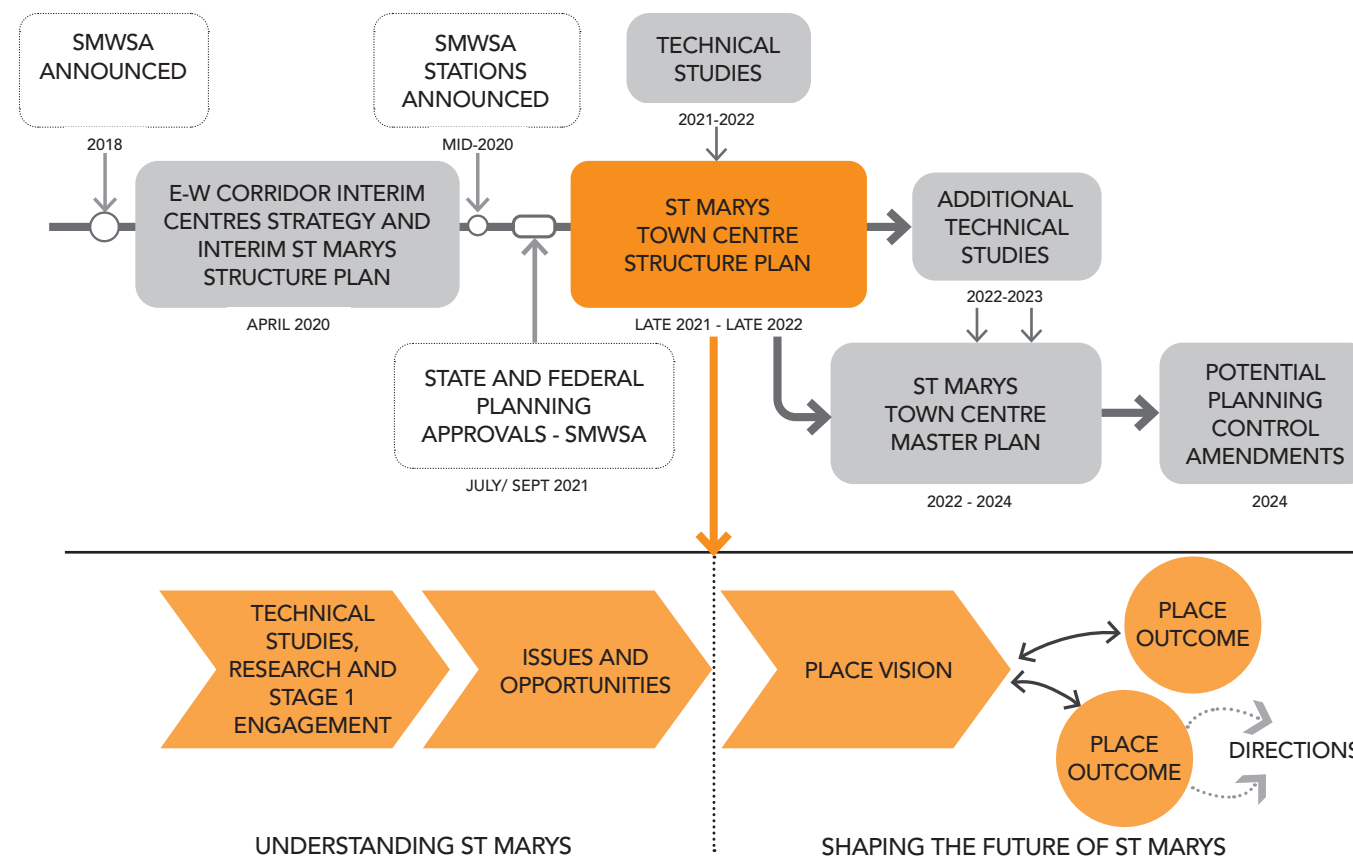 SMWSA
ANNOUNCED
2018
E-W CORRIDOR INTERIM
CENTRES STRATEGY AND
INTERIM ST MARYS
STRUCTURE PLAN
APRIL 2020
SMWSA
STATIONS
ANNOUNCED
MID-2020
STATE AND FEDERAL
PLANNING
APPROVALS - SMWSA
JULY/ SEPT 2021
TECHNICAL
STUDIES
2021-2022
ST MARYS
TOWN CENTRE
STRUCTURE PLAN
LATE 2021 - LATE 2022
ADDITIONAL
TECHNICAL
STUDIES
2022-2023
ST MARYS
TOWN CENTRE
MASTER PLAN
2022 - 2024
POTENTIAL
PLANNING
CONTROL
AMENDMENTS
2024
TECHNICAL
STUDIES,
RESEARCH AND
STAGE 1
ENGAGEMENT
ISSUES AND
OPPORTUNITIES
PLACE VISION
PLACE
OUTCOME
PLACE
OUTCOME
DIRECTIONS
UNDERSTANDING ST MARYS
SHAPING THE FUTURE OF ST MARYS